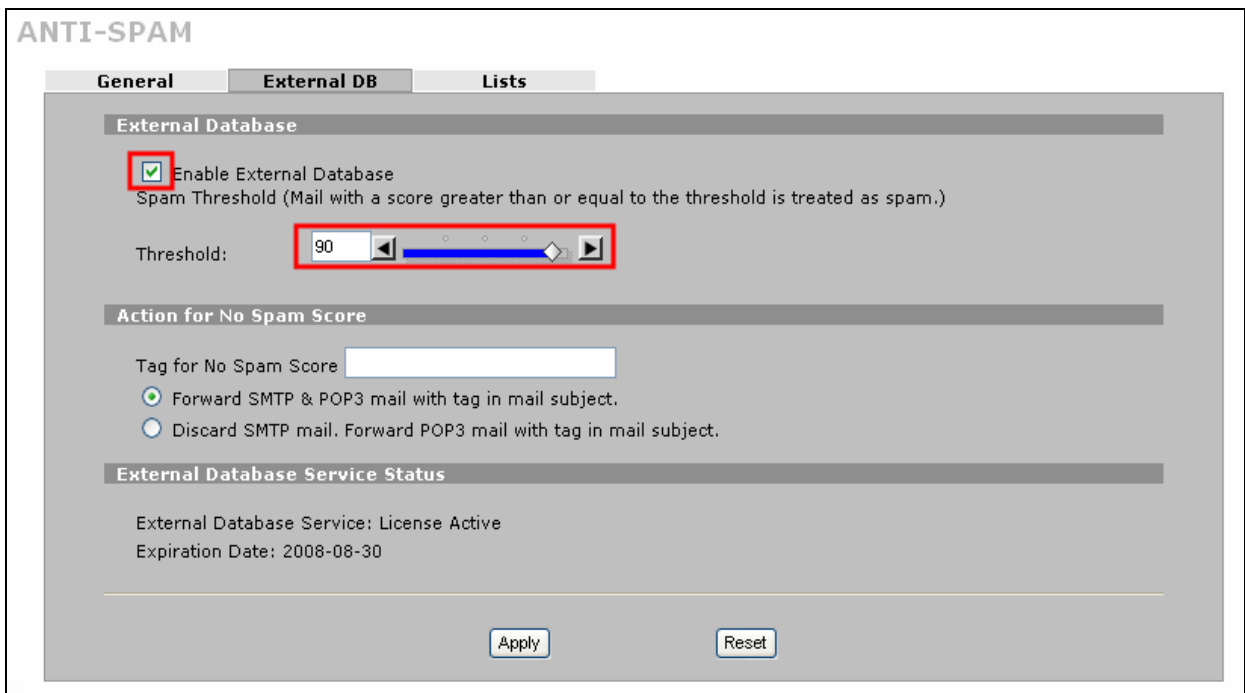 ANTI-SPAM
General External DB Lists
External Database
Enable External Database
Spam Threshold (Mail with a score greater than or equal to the threshold is treated as spam.)
Threshold: 90
Action for No Spam Score
Tag for No Spam Score
Forward SMTP & POP3 mail with tag in mail subject.
Discard SMTP mail. Forward POP3 mail with tag in mail subject.
External Database Service Status
External Database Service: License Active
Expiration Date: 2008-08-30
Apply Reset